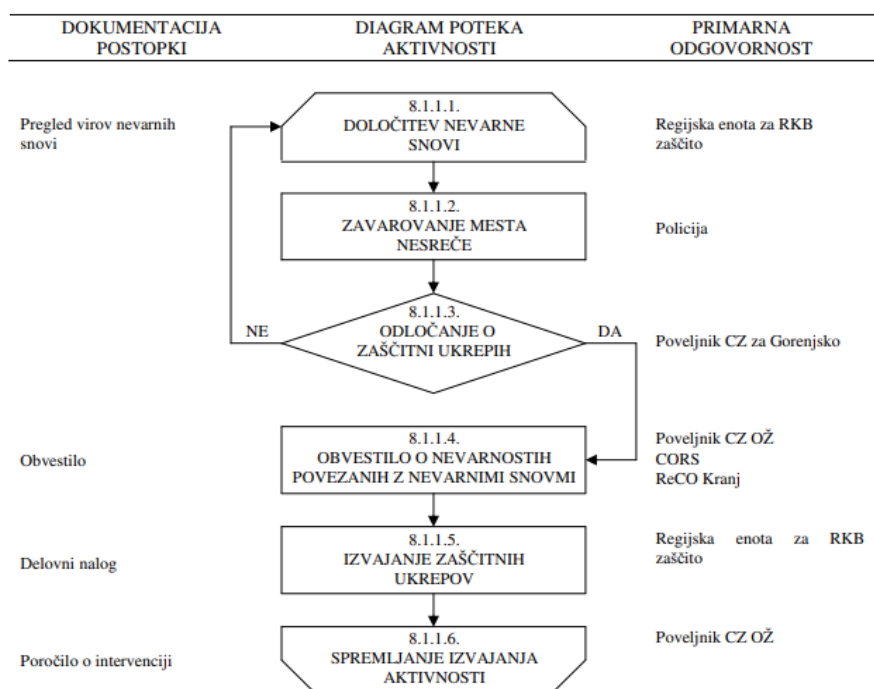 DOKUMENTACIJA
POSTOPKI
DIAGRAM POTEKA
AKTIVNOSTI
PRIMARNA
ODGOVORNOST
Pregled virov nevarnih
snovi
8.1.1.1.
DOLOČITEV NEVARNE
SNOVI
Regijska enota za RKB
zaščito
8.1.1.2.
ZAVAROVANJE MESTA
NESREČE
Policija
NE
8.1.1.3.
ODLOČANJE O
ZAŠČITNI UKREPIH
DA
Poveljnik CZ za Gorenjsko
Obvestilo
8.1.1.4.
OBVESTILO O NEVARNOSTIH
POVEZANIH Z NEVARNIMI SNOVMI
Poveljnik CZ OŽ
CORS
ReCO Kranj
Delovni nalog
8.1.1.5.
IZVAJANJE ZAŠČITNIH
UKREPOV
Regijska enota za RKB
zaščito
Poročilo o intervenciji
8.1.1.6.
SPREMLJANJE IZVAJANJA
AKTIVNOSTI
Poveljnik CZ OŽ